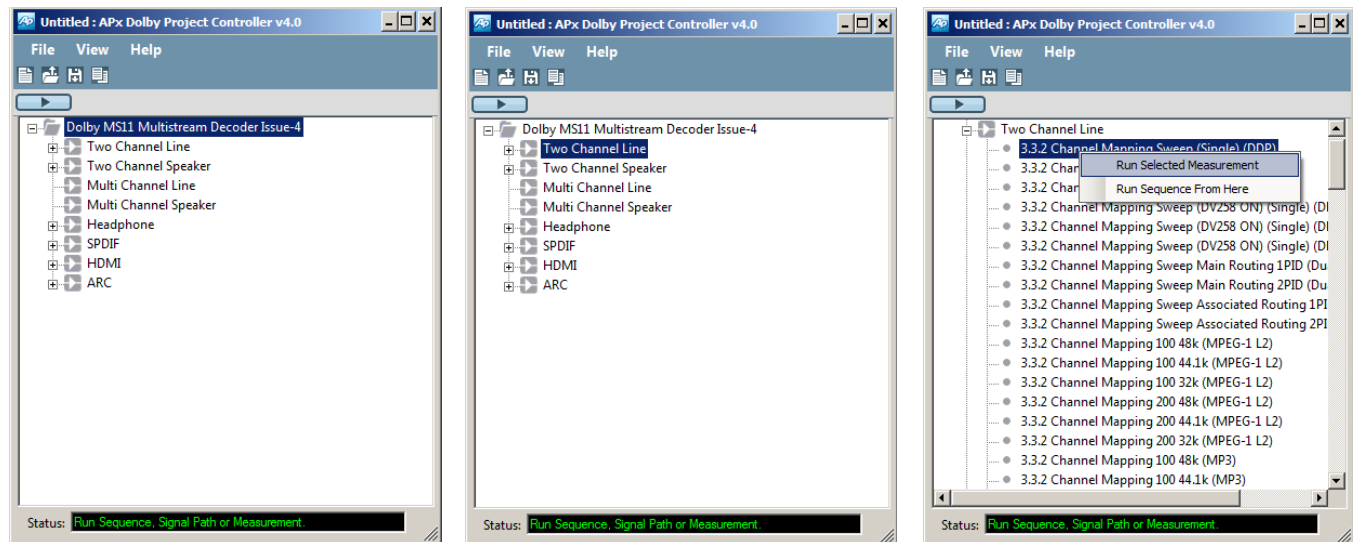 Untitled : APx Dolby Project Controller v4.0
File View Help
Dolby MS11 Multistream Decoder Issue-4
Two Channel Line
Two Channel Speaker
Multi Channel Line
Multi Channel Speaker
Headphone
SPDIF
HDMI
ARC
Status: Run Sequence, Signal Path or Measurement.
Untitled : APx Dolby Project Controller v4.0
File View Help
Dolby MS11 Multistream Decoder Issue-4
Two Channel Line
Two Channel Speaker
Multi Channel Line
Multi Channel Speaker
Headphone
SPDIF
HDMI
ARC
Status: Run Sequence, Signal Path or Measurement.
Untitled : APx Dolby Project Controller v4.0
File View Help
Two Channel Line
3.3.2 Channel Mapping Sweep (Single) (DDP)
3.3.2 Chan
Run Selected Measurement
3.3.2 Chan
Run Sequence From Here
3.3.2 Channel Mapping Sweep (DV258 ON) (Single) (DI
3.3.2 Channel Mapping Sweep (DV258 ON) (Single) (DI
3.3.2 Channel Mapping Sweep (DV258 ON) (Single) (DI
3.3.2 Channel Mapping Sweep Main Routing 1PID (Du
3.3.2 Channel Mapping Sweep Main Routing 2PID (Du
3.3.2 Channel Mapping Sweep Associated Routing 1PI
3.3.2 Channel Mapping Sweep Associated Routing 2PI
3.3.2 Channel Mapping 100 48k (MPEG-1 L2)
3.3.2 Channel Mapping 100 44.1k (MPEG-1 L2)
3.3.2 Channel Mapping 100 32k (MPEG-1 L2)
3.3.2 Channel Mapping 200 48k (MPEG-1 L2)
3.3.2 Channel Mapping 200 44.1k (MPEG-1 L2)
3.3.2 Channel Mapping 200 32k (MPEG-1 L2)
3.3.2 Channel Mapping 100 48k (MP3)
3.3.2 Channel Mapping 100 44.1k (MP3)
Status: Run Sequence, Signal Path or Measurement.